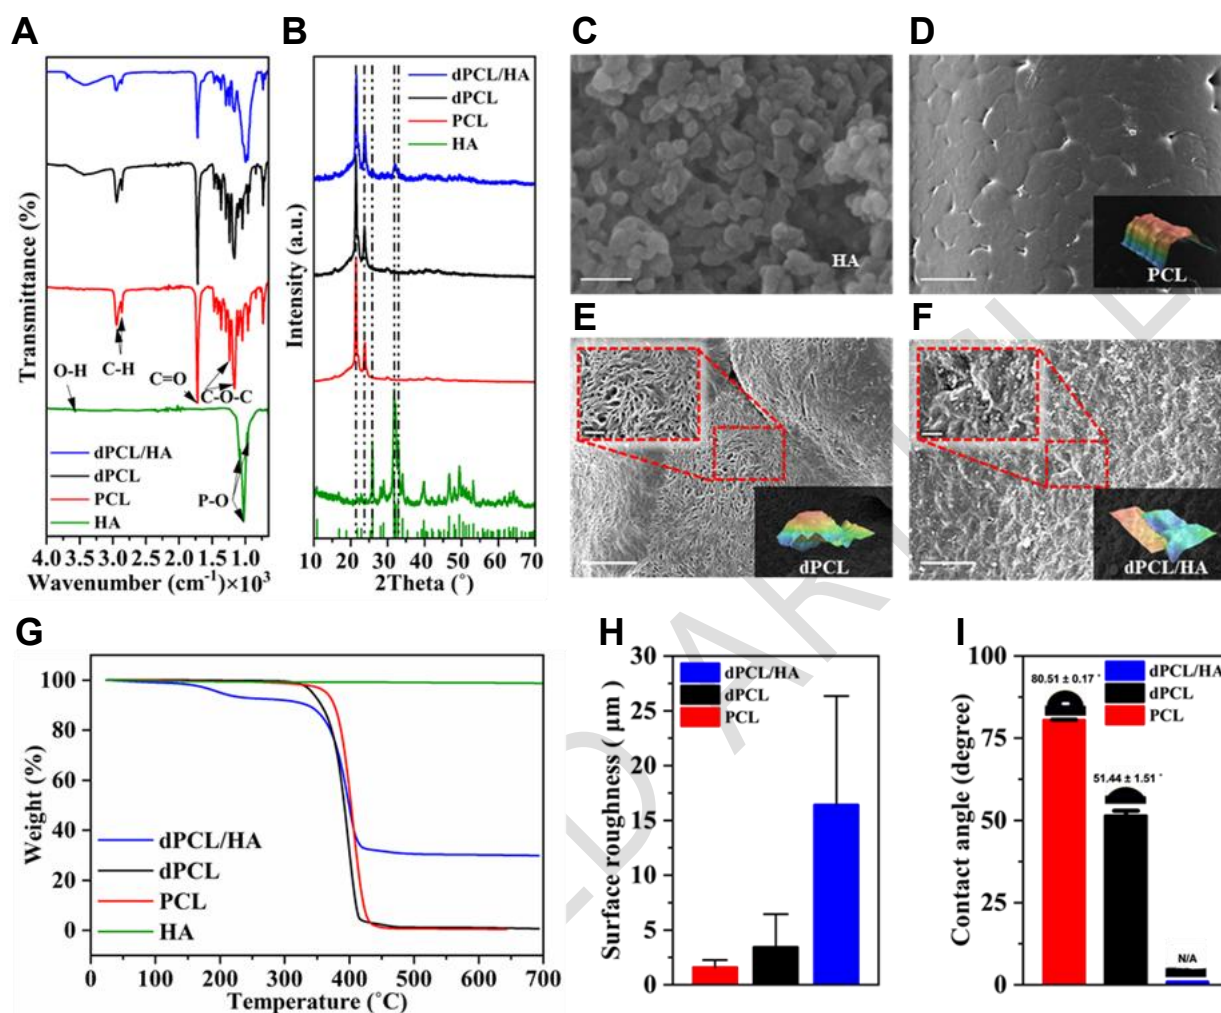 A
Transmittance (%)
O-H
C-H
C=O
C-O-C
P-O
dPCL/HA
dPCL
PCL
HA
4.0 3.5 3.0 2.5 2.0 1.5 1.0
Wavenumber (cm⁻¹)×10³
B
Intensity (a.u.)
dPCL/HA
dPCL
PCL
HA
10 20 30 40 50 60 70
2Theta (°)
C
HA
D
PCL
E
dPCL
F
dPCL/HA
G
Weight (%)
100
80
60
40
20
0
dPCL/HA
dPCL
PCL
HA
0 100 200 300 400 500 600 700
Temperature (˚C)
H
Surface roughness ( μm )
30
25
20
15
10
5
0
dPCL/HA
dPCL
PCL
I
Contact angle (degree)
100
75
50
25
0
80.51 ± 0.17 °
51.44 ± 1.51 °
N/A
dPCL/HA
dPCL
PCL